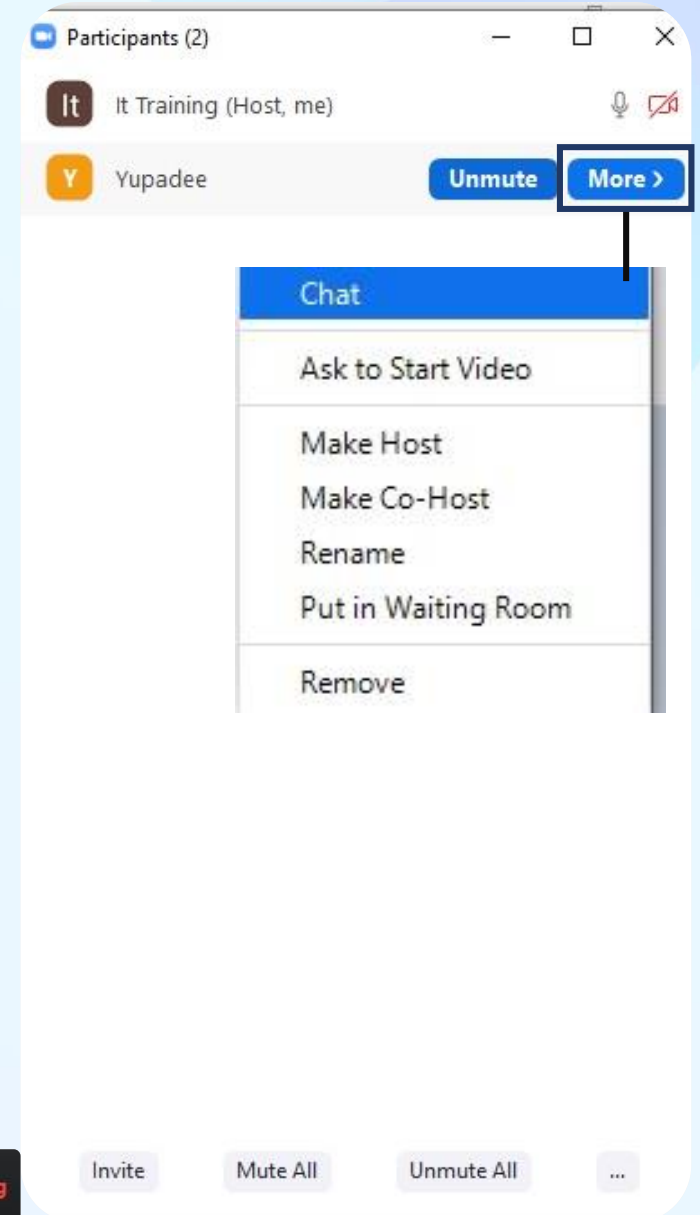 Participants (2)
It
It Training (Host, me)
Y
Yupadee
Unmute
More >
Chat
Ask to Start Video
Make Host
Make Co-Host
Rename
Put in Waiting Room
Remove
Invite
Mute All
Unmute All
...